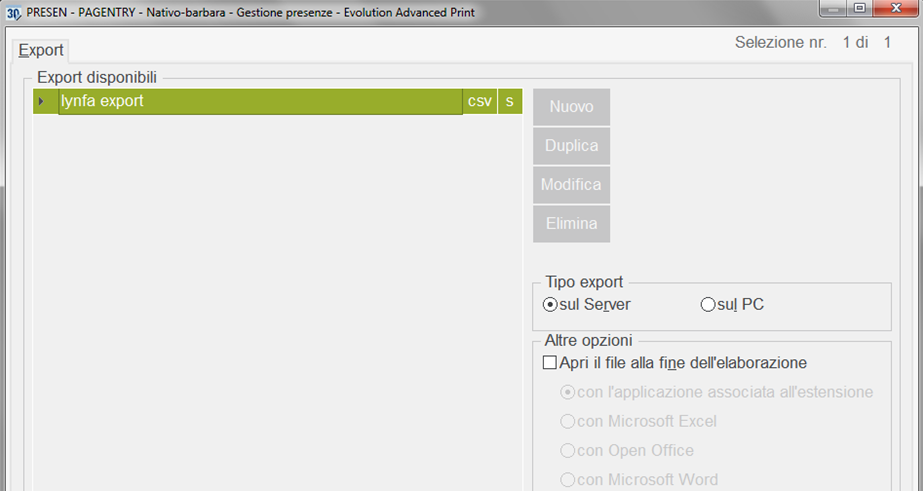 PRESEN - PAGENTRY - Nativo-barbara - Gestione presenze - Evolution Advanced Print
Selezione nr. 1 di 1
Export
Export disponibili
lynfa export csv s
Nuovo
Duplica
Modifica
Elimina
Tipo export
sul Server sul PC
Altre opzioni
Apri il file alla fine dell'elaborazione
con l'applicazione associata all'estensione
con Microsoft Excel
con Open Office
con Microsoft Word